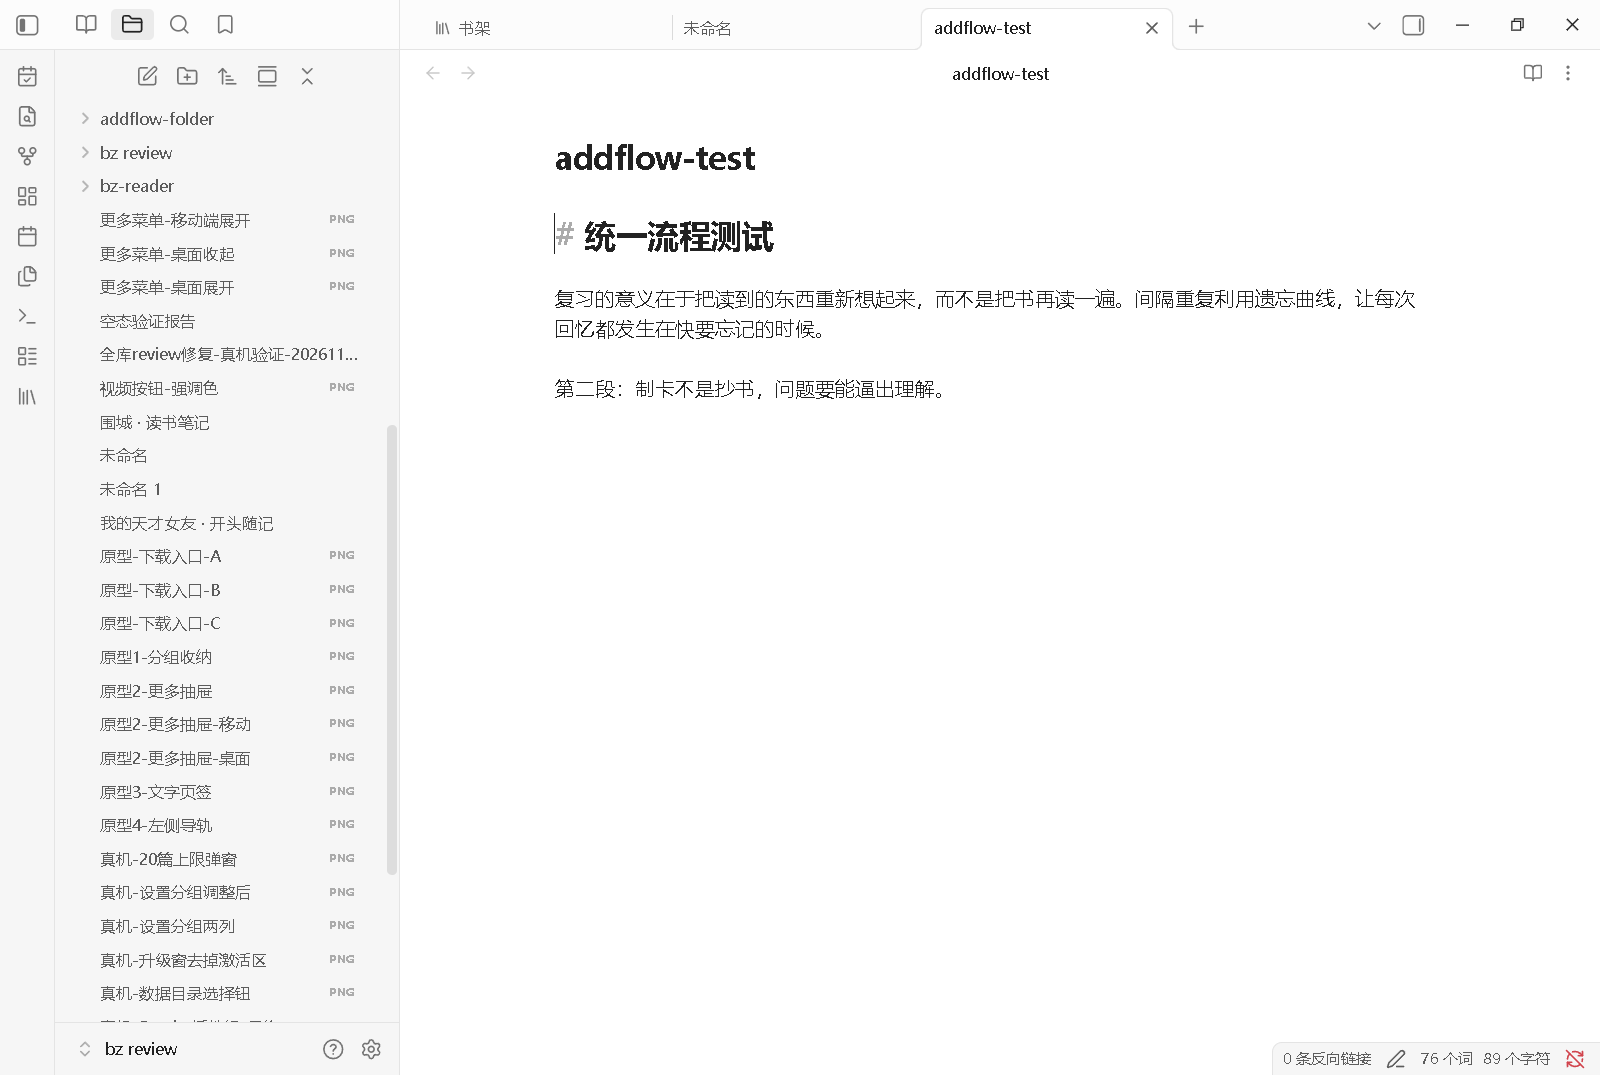 书架
未命名
addflow-test
addflow-test
addflow-folder
bz review
bz-reader
更多菜单-移动端展开 PNG
更多菜单-桌面收起 PNG
更多菜单-桌面展开 PNG
空态验证报告
全库review修复-真机验证-202611...
视频按钮-强调色 PNG
围城 · 读书笔记
未命名
未命名 1
我的天才女友 · 开头随记
原型-下载入口-A PNG
原型-下载入口-B PNG
原型-下载入口-C PNG
原型1-分组收纳 PNG
原型2-更多抽屉 PNG
原型2-更多抽屉-移动 PNG
原型2-更多抽屉-桌面 PNG
原型3-文字页签 PNG
原型4-左侧导轨 PNG
真机-20篇上限弹窗 PNG
真机-设置分组调整后 PNG
真机-设置分组两列 PNG
真机-升级窗去掉激活区 PNG
真机-数据目录选择钮 PNG
bz review
addflow-test
# 统一流程测试
复习的意义在于把读到的东西重新想起来，而不是把书再读一遍。间隔重复利用遗忘曲线，让每次
回忆都发生在快要忘记的时候。
第二段：制卡不是抄书，问题要能逼出理解。
0 条反向链接 76 个词 89 个字符